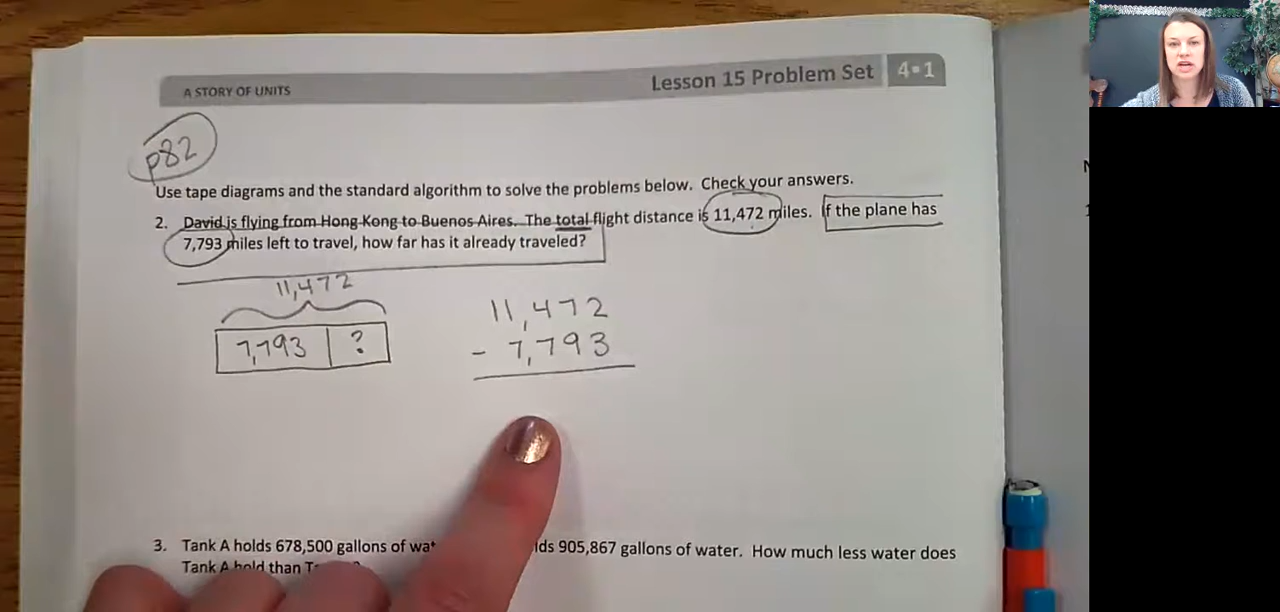 A STORY OF UNITS
Lesson 15 Problem Set 4•1
p82
Use tape diagrams and the standard algorithm to solve the problems below. Check your answers.
2. David is flying from Hong Kong to Buenos Aires. The total flight distance is 11,472 miles. If the plane has
7,793 miles left to travel, how far has it already traveled?
11,472
7,793 ?
11,472
- 7,793
3. Tank A holds 678,500 gallons of 905,867 gallons of water. How much less water does
Tank A hold than